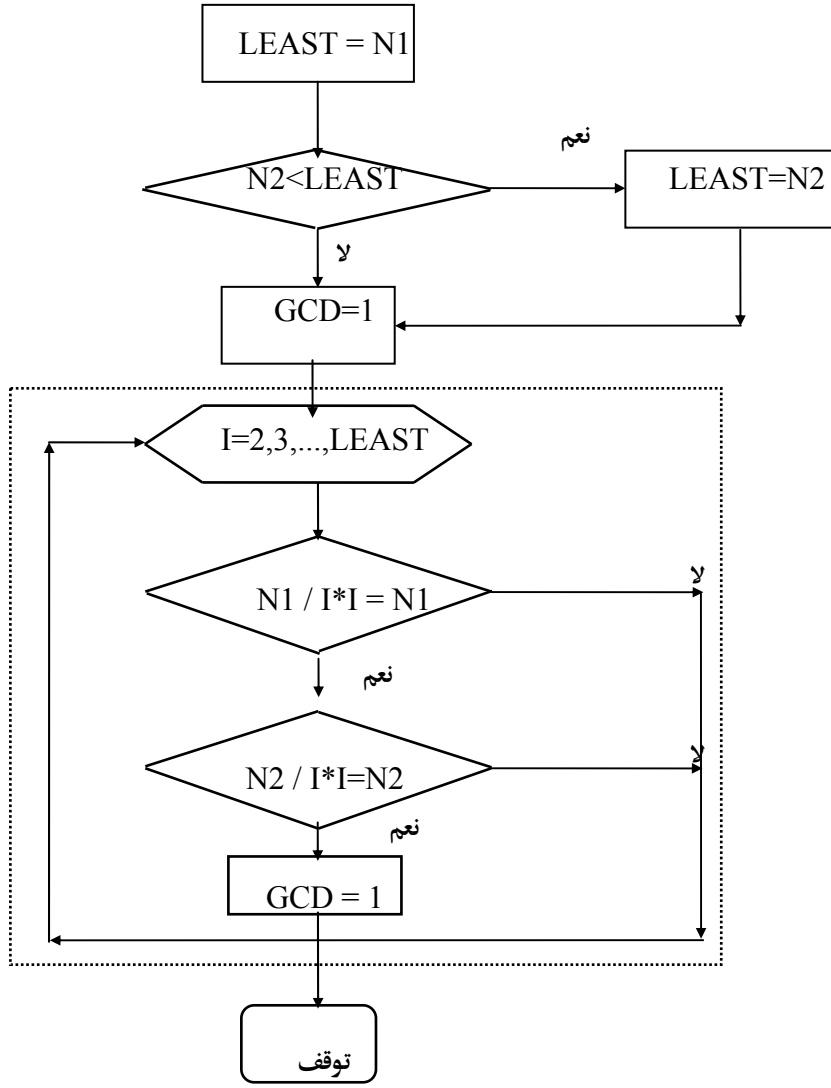 LEAST = N1
نعم
N2<LEAST
LEAST=N2
لا
GCD=1
I=2,3,...,LEAST
لا
N1 / I*I = N1
نعم
لا
N2 / I*I=N2
نعم
GCD = 1
توقف